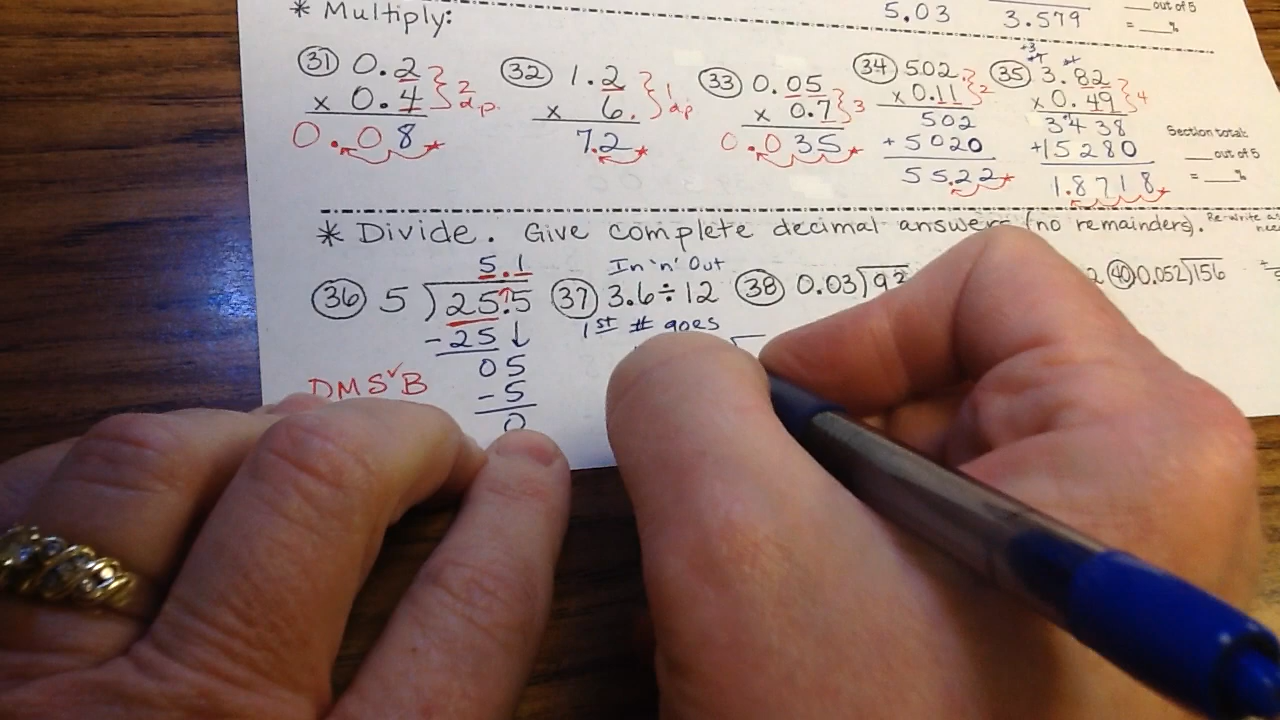 * Multiply:
5.03
3.579
out of 5
= %
31 0.2 } 2 d.p.
x 0.4
0.08
32 1.2 } 1 dp
x 6.
7.2
33 0.05 } 3
x 0.7
0.035
34 502. } 2
x 0.11
502
+ 5020
55.22
35 3.82 } 4
x 0.49
3438
+15280
1.8718
Section total:
out of 5
= %
* Divide. Give complete decimal answers (no remainders). Re-write as
5.1
36 5 25.5
-25
05
-5
0
DMS B
37 In 'n' Out
3.6÷12
1st # goes
38 0.03
2
40 0.052 156